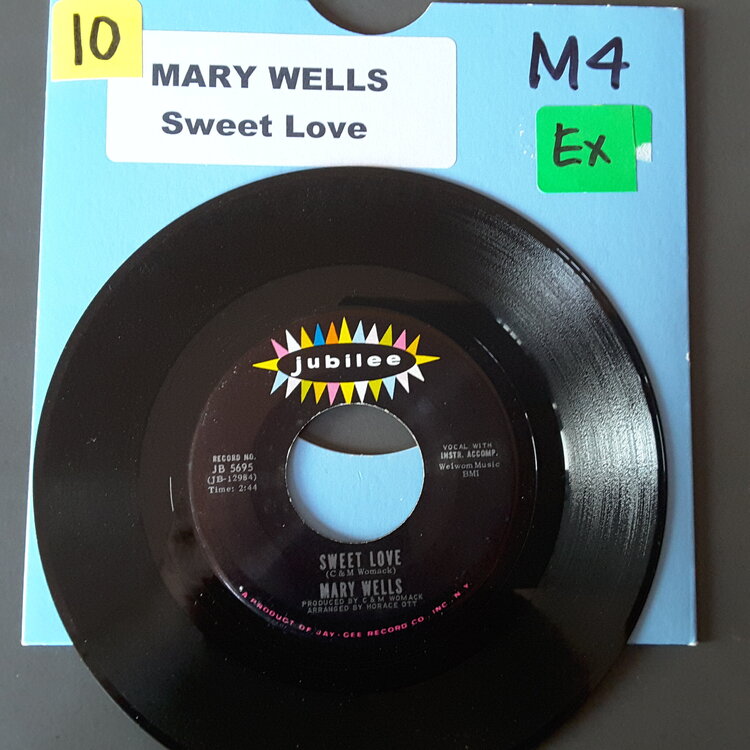 10
MARY WELLS
Sweet Love
M4
Ex
jubilee
RECORD NO.
JB 5695
(JB-12984)
Time: 2:44
VOCAL WITH
INSTR. ACCOMP.
Welwom Music
BMI
SWEET LOVE
(C & M Womack)
MARY WELLS
PRODUCED BY C & M WOMACK
ARRANGED BY HORACE OTT
A PRODUCT OF JAY-GEE RECORD CO., INC. N.Y.